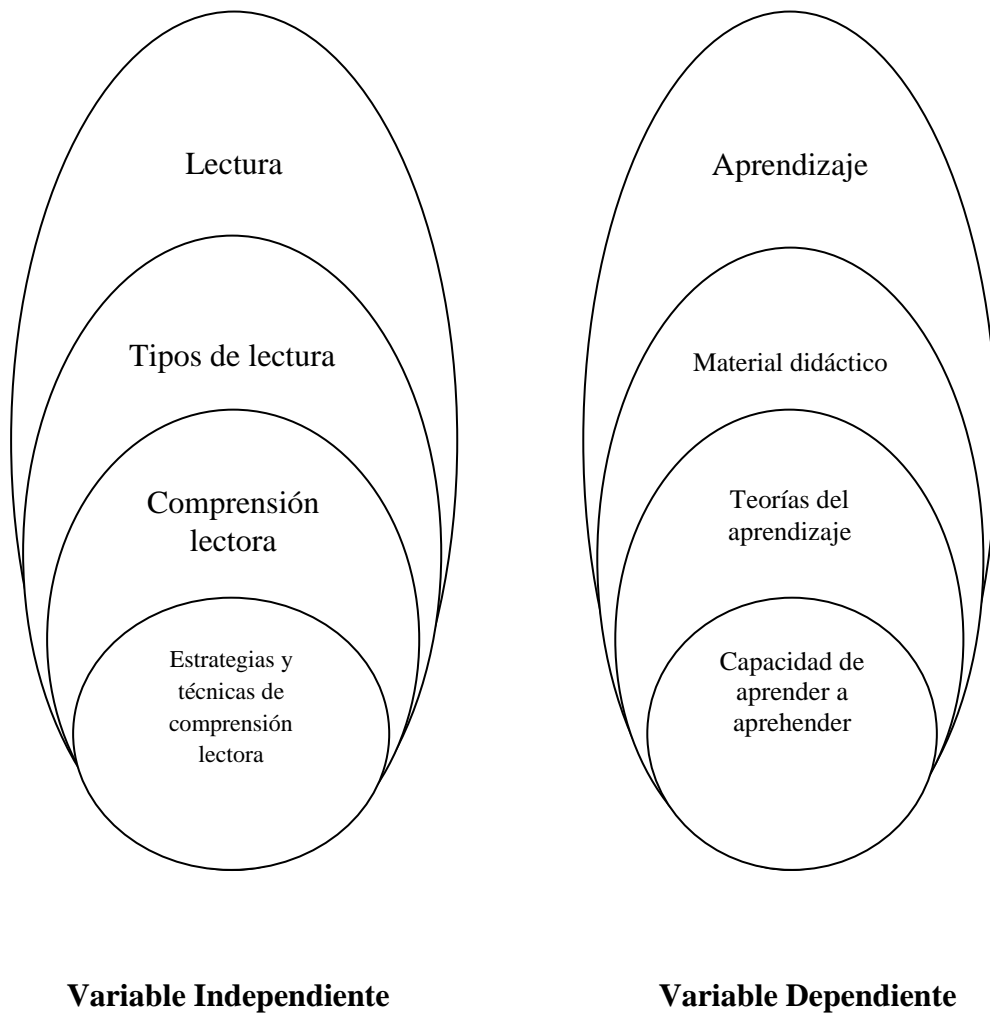 Lectura
Tipos de lectura
Comprensión
lectora
Estrategias y
técnicas de
comprensión
lectora
Variable Independiente
Aprendizaje
Material didáctico
Teorías del
aprendizaje
Capacidad de
aprender a
aprehender
Variable Dependiente